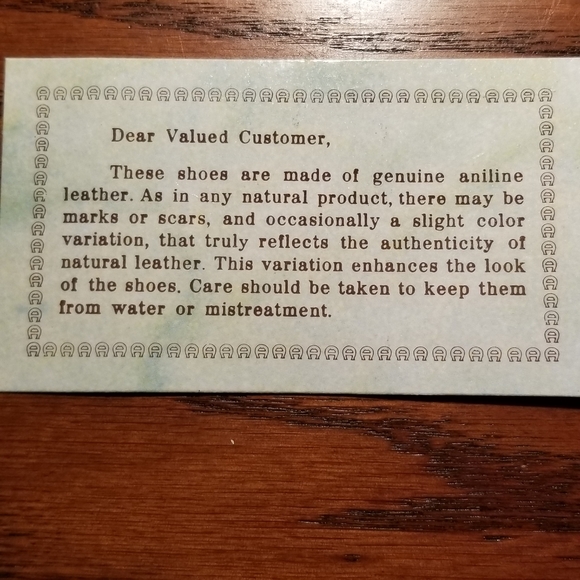 Dear Valued Customer,
These shoes are made of genuine aniline
leather. As in any natural product, there may be
marks or scars, and occasionally a slight color
variation, that truly reflects the authenticity of
natural leather. This variation enhances the look
of the shoes. Care should be taken to keep them
from water or mistreatment.